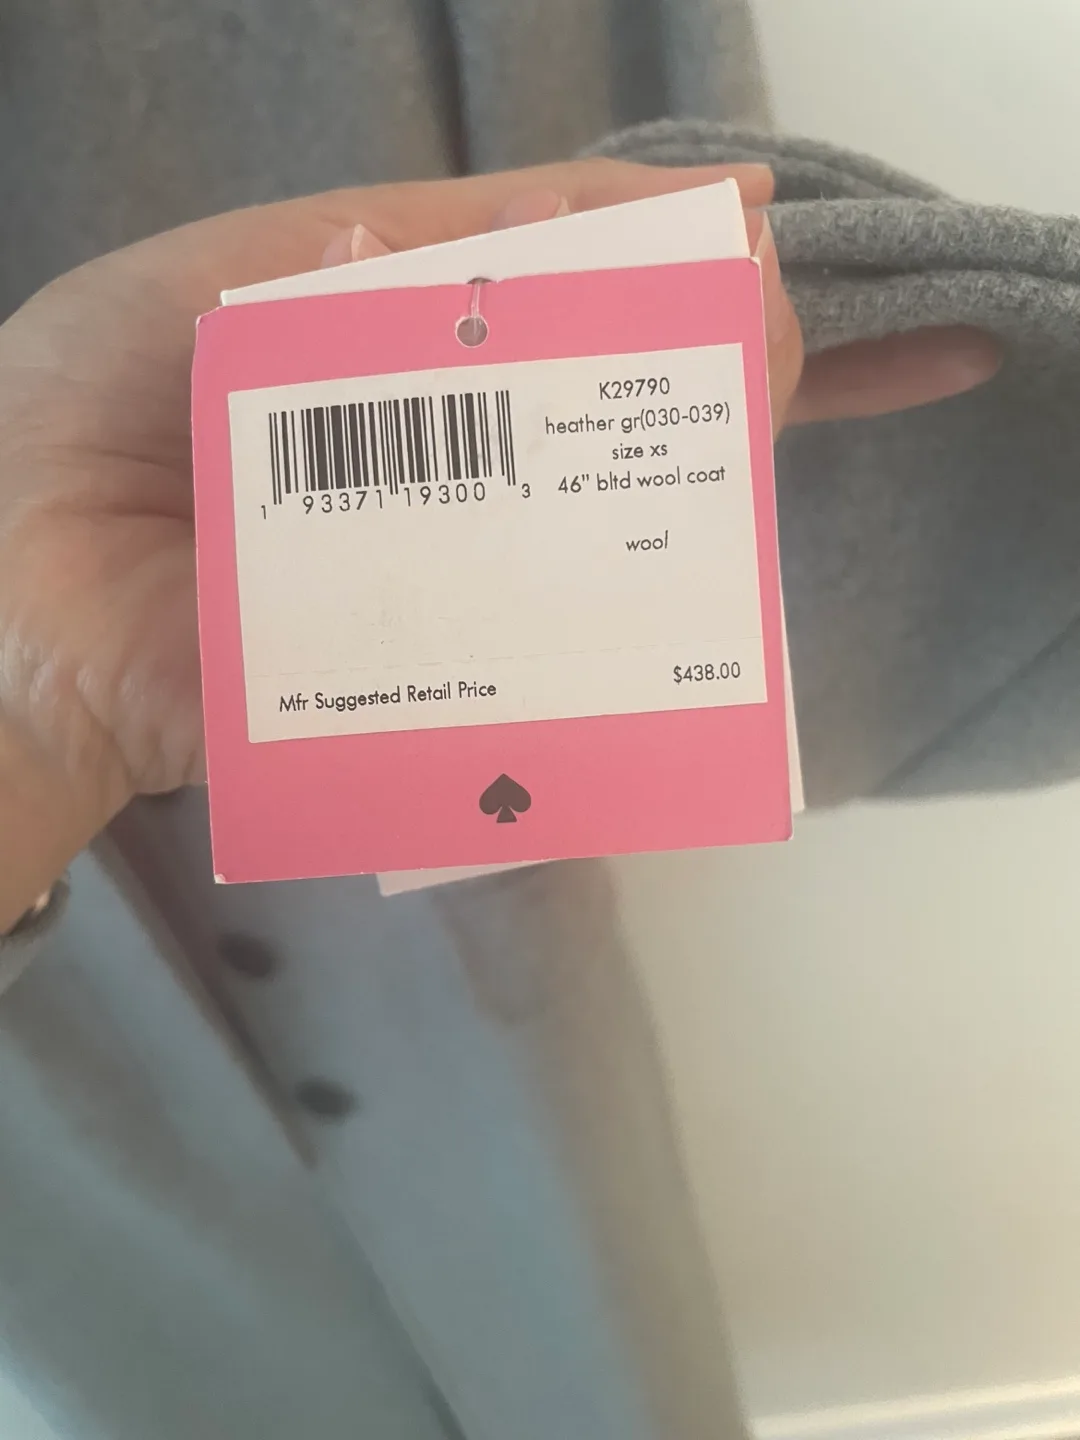 K29790
heather gr(030-039)
size xs
46" bltd wool coat
wool
1 93371 19300 3
Mfr Suggested Retail Price $438.00